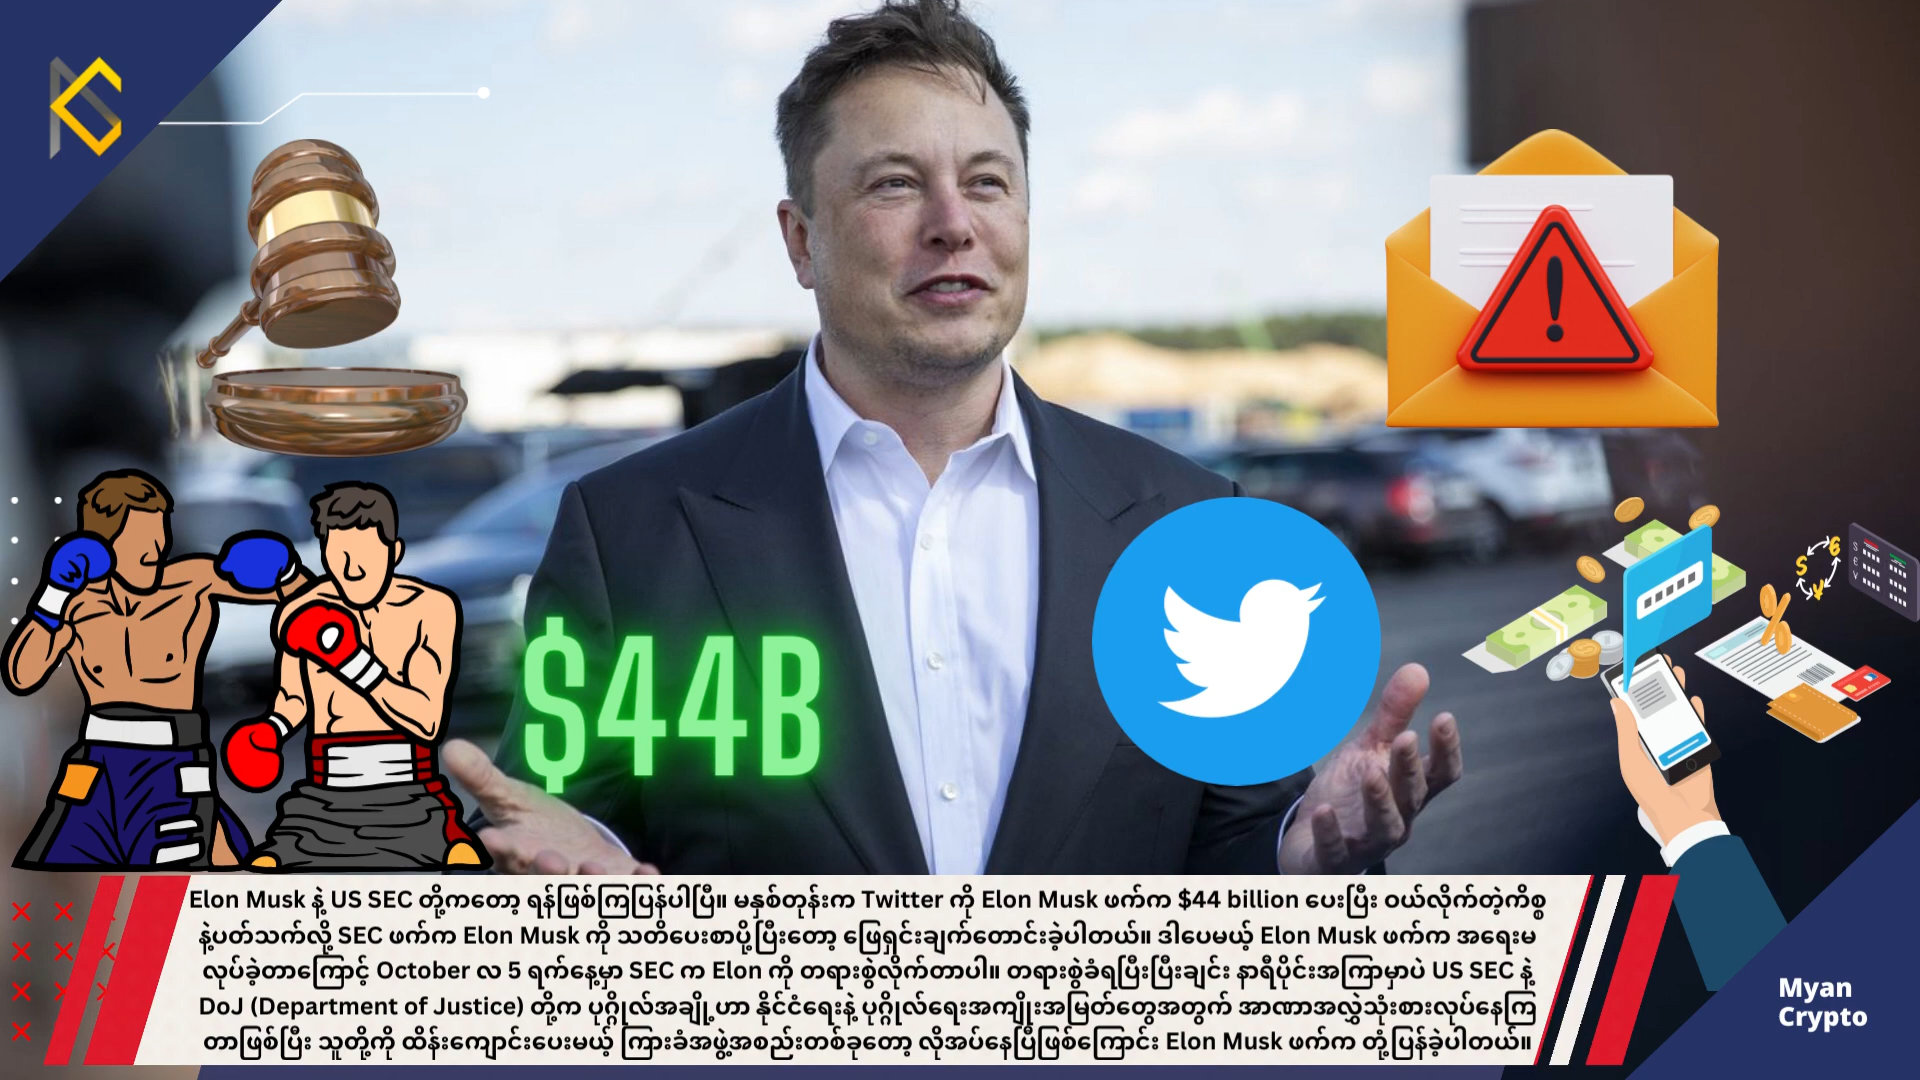 $44B
Elon Musk နဲ့ US SEC တို့ကတော့ ရန်ဖြစ်ကြပြန်ပါပြီ။ မနှစ်တုန်းက Twitter ကို Elon Musk ဖက်က $44 billion ပေးပြီး ဝယ်လိုက်တဲ့ကိစ္စ
နဲ့ပတ်သက်လို့ SEC ဖက်က Elon Musk ကို သတိပေးစာပို့ပြီးတော့ ဖြေရှင်းချက်တောင်းခဲ့ပါတယ်။ ဒါပေမယ့် Elon Musk ဖက်က အရေးမ
လုပ်ခဲ့တာကြောင့် October လ 5 ရက်နေ့မှာ SEC က Elon ကို တရားစွဲလိုက်တာပါ။ တရားစွဲခံရပြီးပြီးချင်း နာရီပိုင်းအကြာမှာပဲ US SEC နဲ့
DoJ (Department of Justice) တို့က ပုဂ္ဂိုလ်အချို့ဟာ နိုင်ငံရေးနဲ့ ပုဂ္ဂိုလ်ရေးအကျိုးအမြတ်တွေအတွက် အာဏာအလွဲသုံးစားလုပ်နေကြ
တာဖြစ်ပြီး သူတို့ကို ထိန်းကျောင်းပေးမယ့် ကြားခံအဖွဲ့အစည်းတစ်ခုတော့ လိုအပ်နေပြီဖြစ်ကြောင်း Elon Musk ဖက်က တုံ့ပြန်ခဲ့ပါတယ်။
Myan
Crypto